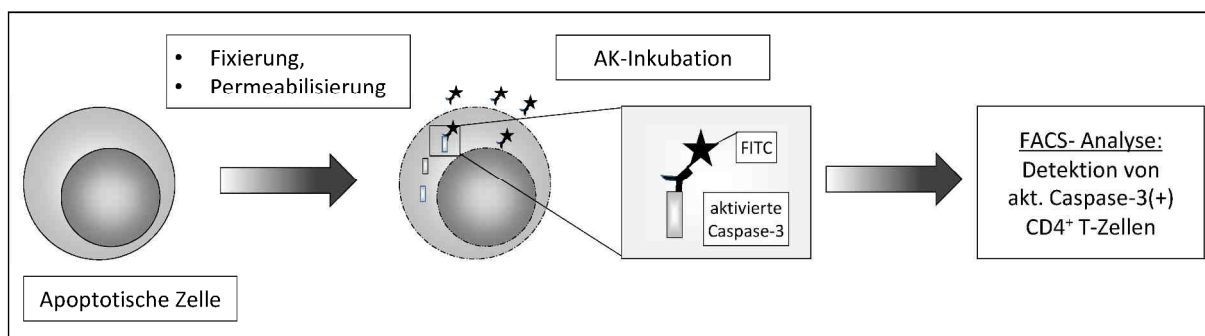 • Fixierung,
• Permeabilisierung
AK-Inkubation
FITC
aktivierte
Caspase-3
FACS- Analyse:
Detektion von
akt. Caspase-3(+)
CD4⁺ T-Zellen
Apoptotische Zelle